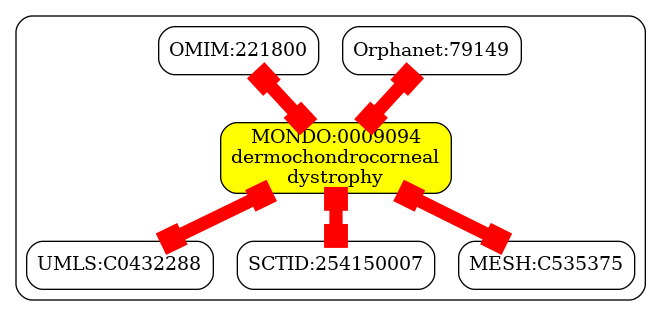 OMIM:221800
Orphanet:79149
MONDO:0009094
dermochondrocorneal
dystrophy
UMLS:C0432288
SCTID:254150007
MESH:C535375